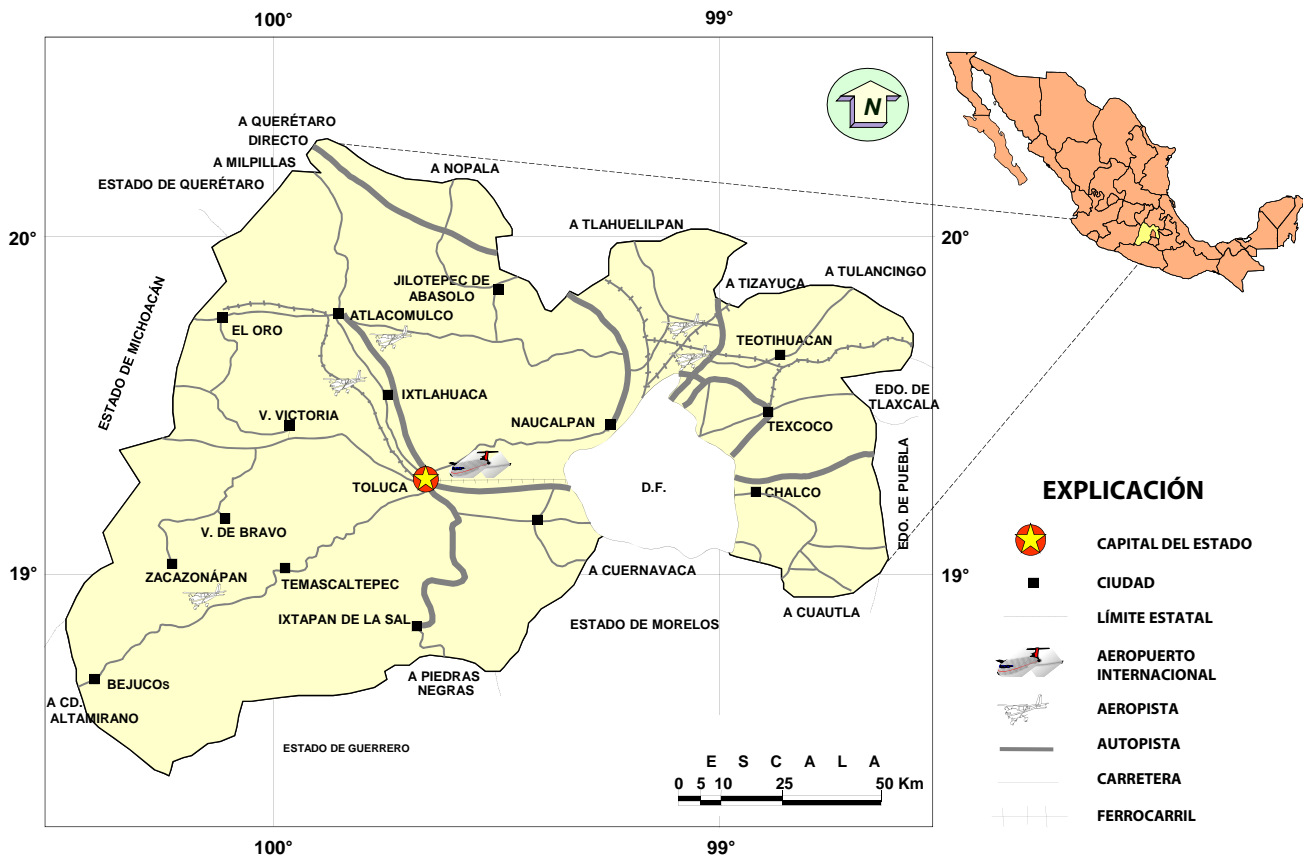 100°
99°
N
A QUERÉTARO
DIRECTO
A MILPILLAS
ESTADO DE QUERÉTARO
A NOPALA
A TLAHUELILPAN
20°
20°
A TIZAYUCA
A TULANCINGO
JILOTEPEC DE
ABASOLO
ATLACOMULCO
EL ORO
TEOTIHUACAN
ESTADO DE MICHOACÁN
IXTLAHUACA
EDO. DE
TLAXCALA
V. VICTORIA
NAUCALPAN
TEXCOCO
TOLUCA
D.F.
CHALCO
EDO. DE PUEBLA
V. DE BRAVO
ZACAZONÁPAN
TEMASCALTEPEC
A CUERNAVACA
19°
19°
IXTAPAN DE LA SAL
ESTADO DE MORELOS
A CUAUTLA
BEJUCOs
A PIEDRAS
NEGRAS
A CD.
ALTAMIRANO
ESTADO DE GUERRERO
E S C A L A
0 5 10 25 50 Km
100°
99°
EXPLICACIÓN
CAPITAL DEL ESTADO
CIUDAD
LÍMITE ESTATAL
AEROPUERTO
INTERNACIONAL
AEROPISTA
AUTOPISTA
CARRETERA
FERROCARRIL